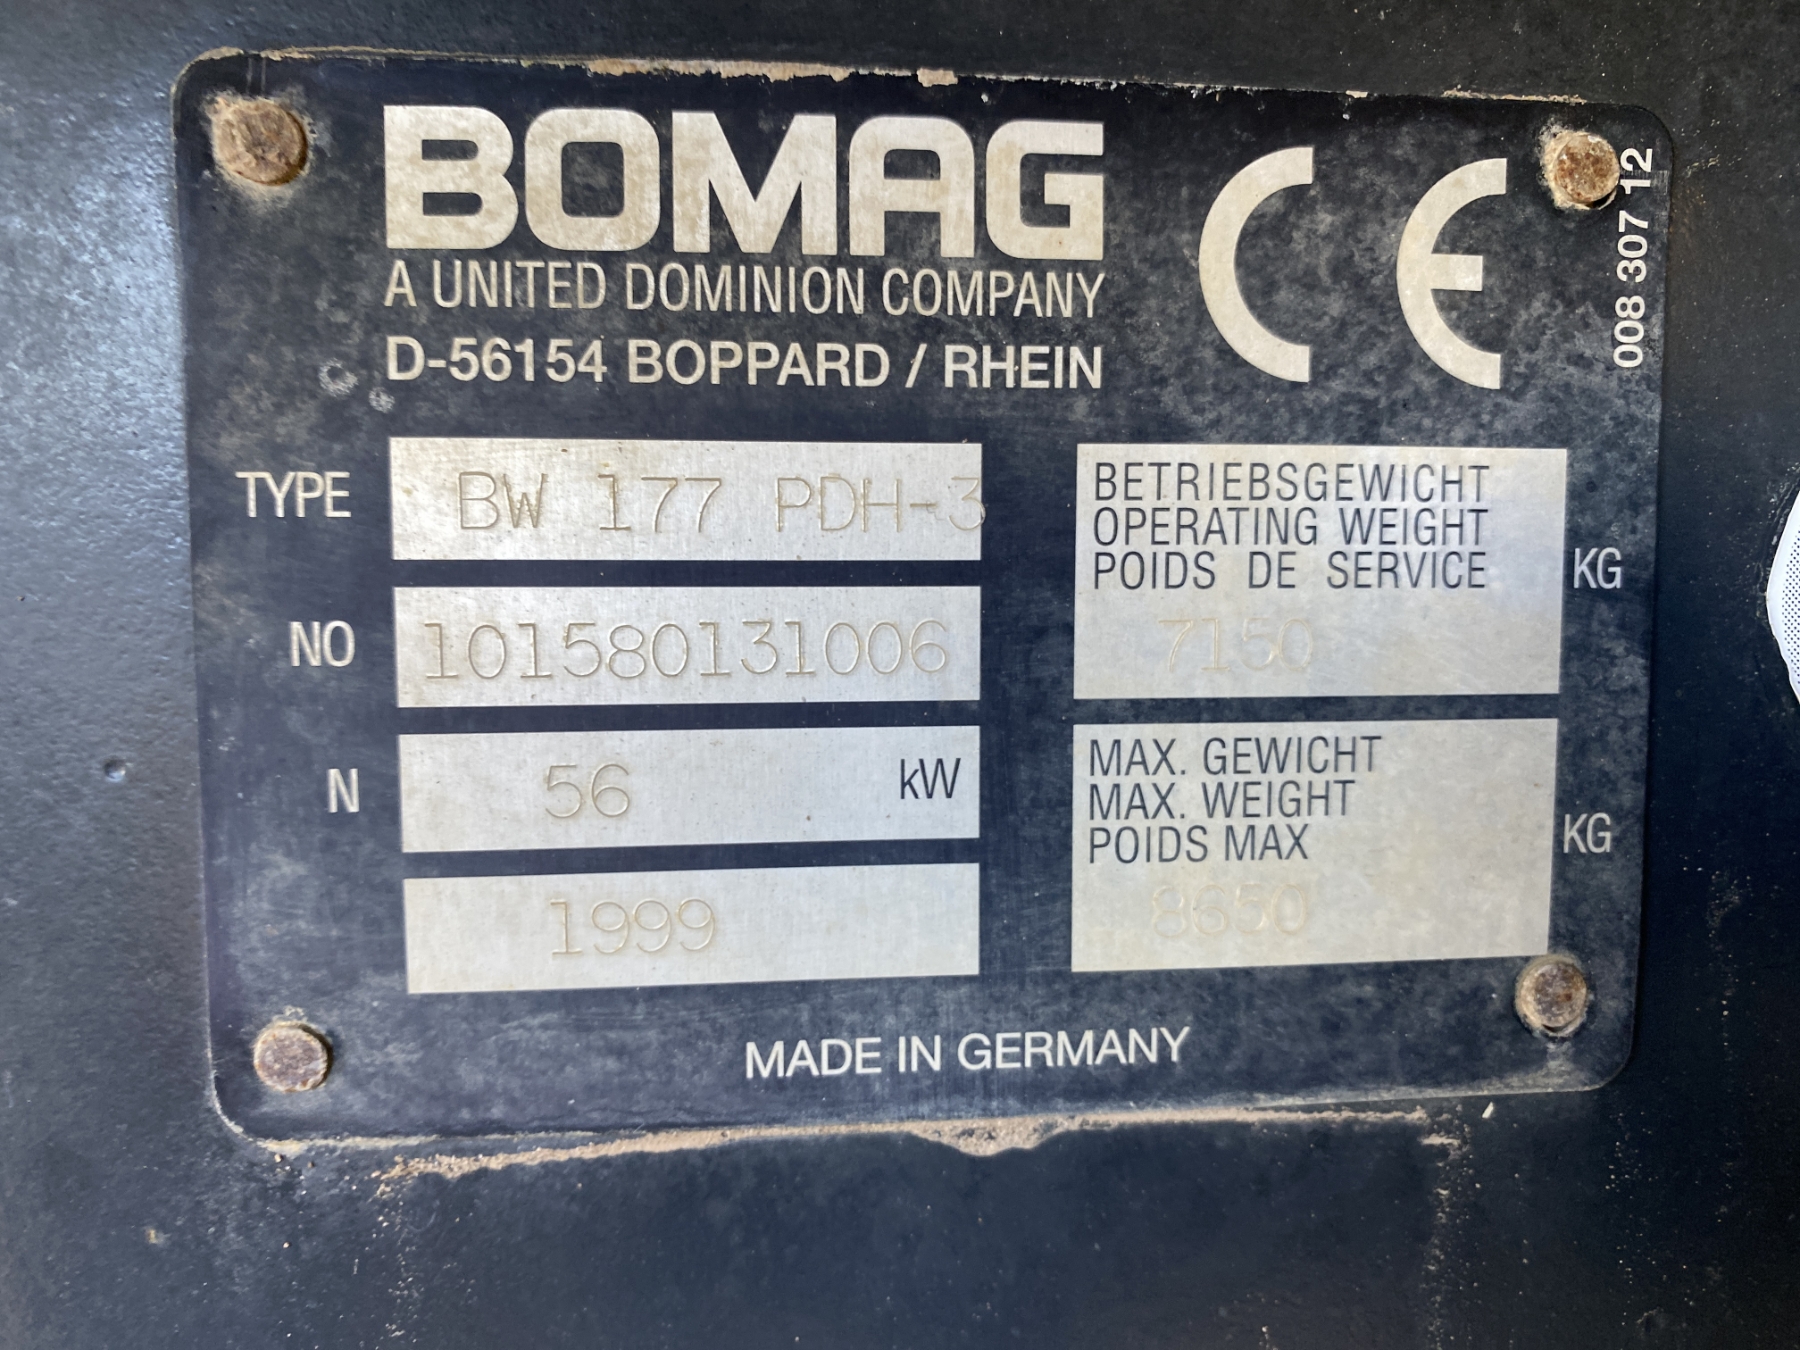 BOMAG
A UNITED DOMINION COMPANY
D-56154 BOPPARD / RHEIN
CE
008 307 12
TYPE BW 177 PDH-3
NO 101580131006
N 56 kW
1999
BETRIEBSGEWICHT
OPERATING WEIGHT
POIDS DE SERVICE
7150 KG
MAX. GEWICHT
MAX. WEIGHT
POIDS MAX
8650 KG
MADE IN GERMANY